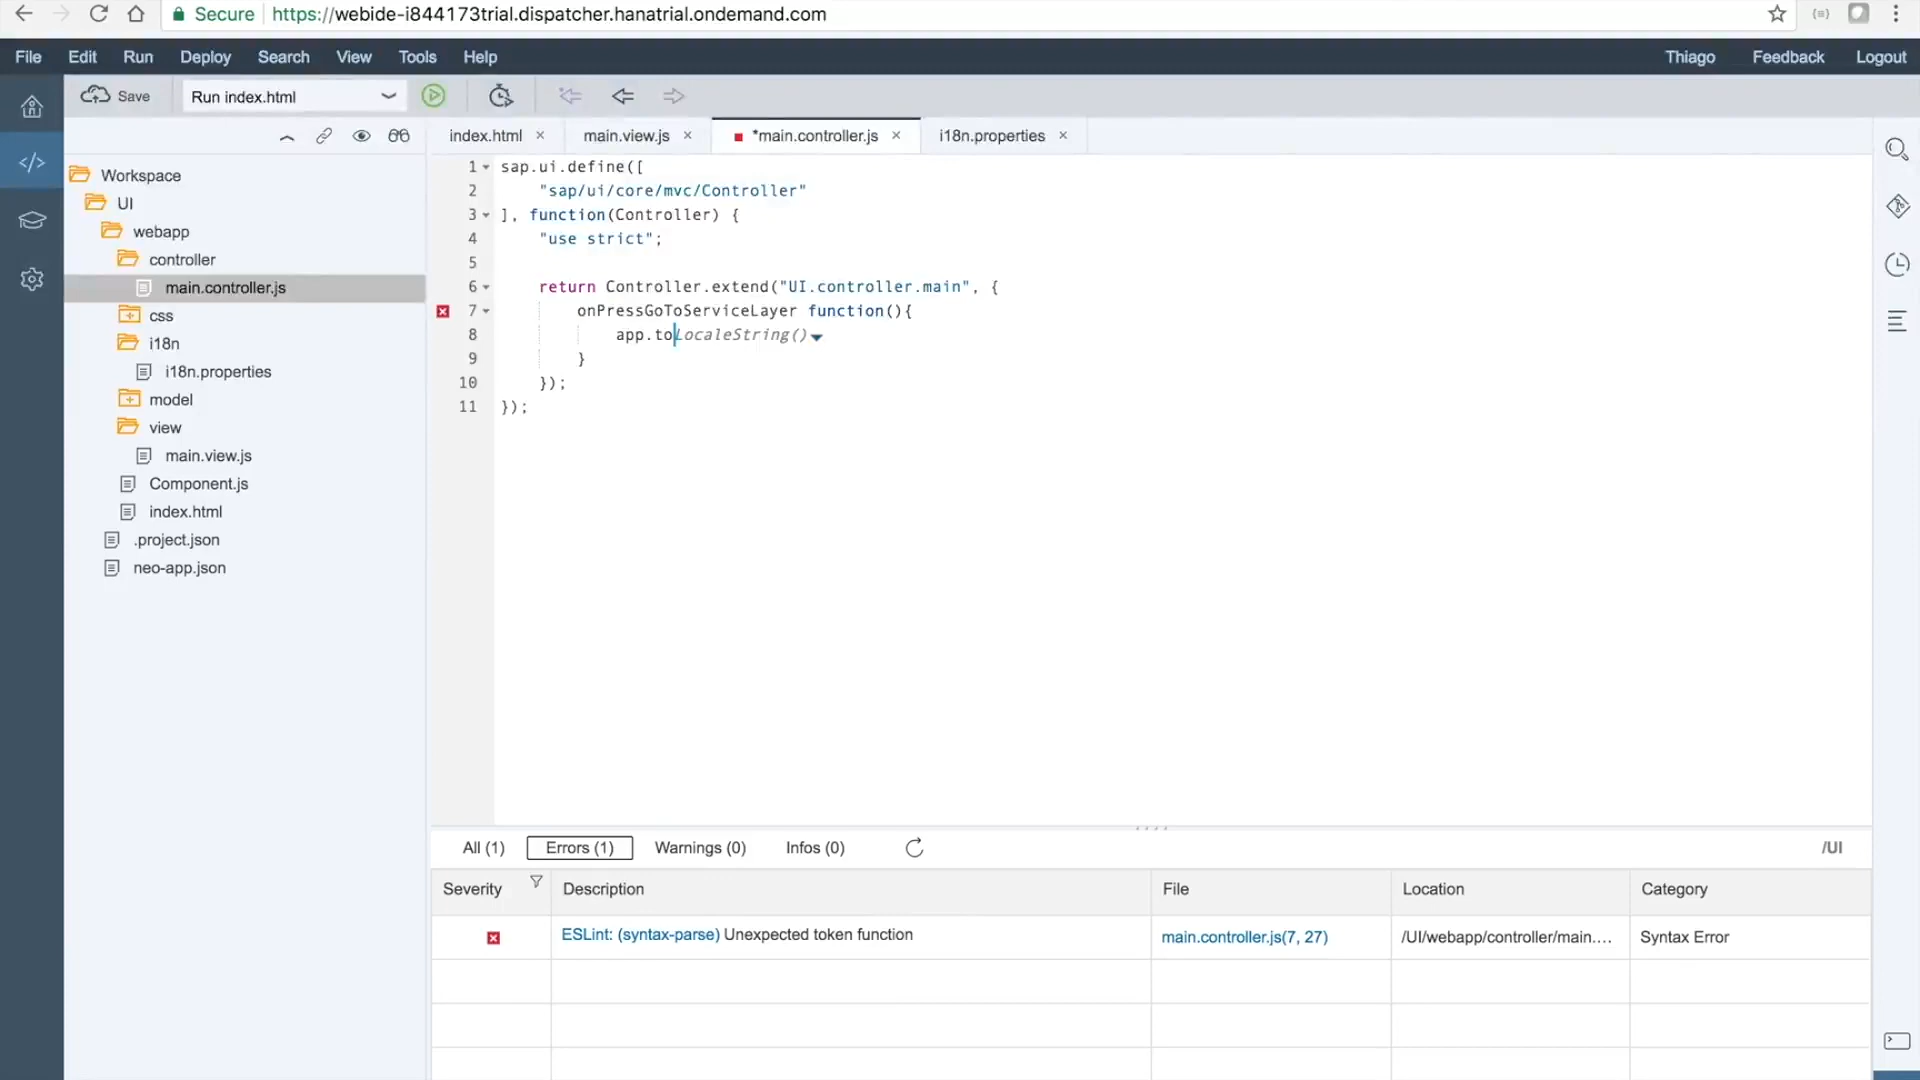 Secure https://webide-i844173trial.dispatcher.hanatrial.ondemand.com
File Edit Run Deploy Search View Tools Help Thiago Feedback Logout
Save Run index.html
index.html main.view.js *main.controller.js i18n.properties
Workspace
UI
webapp
controller
main.controller.js
css
i18n
i18n.properties
model
view
main.view.js
Component.js
index.html
.project.json
neo-app.json
1 sap.ui.define([
2 "sap/ui/core/mvc/Controller"
3 ], function(Controller) {
4 "use strict";
5
6 return Controller.extend("UI.controller.main", {
7 onPressGoToServiceLayer function(){
8 app.toLocaleString()
9 }
10 });
11 });
All (1) Errors (1) Warnings (0) Infos (0) /UI
Severity Description File Location Category
ESLint: (syntax-parse) Unexpected token function main.controller.js(7, 27) /UI/webapp/controller/main.... Syntax Error